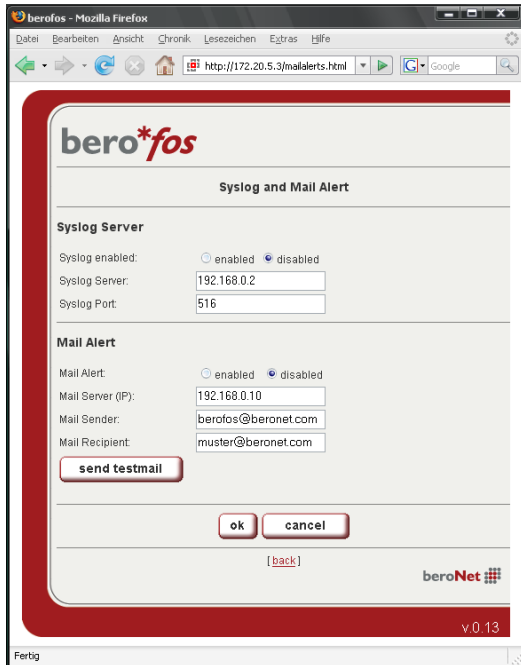 berofos - Mozilla Firefox
Datei Bearbeiten Ansicht Chronik Lesezeichen Extras Hilfe
http://172.20.5.3/mailalerts.html G Google
bero*fos
Syslog and Mail Alert
Syslog Server
Syslog enabled: enabled disabled
Syslog Server: 192.168.0.2
Syslog Port: 516
Mail Alert
Mail Alert: enabled disabled
Mail Server (IP): 192.168.0.10
Mail Sender: berofos@beronet.com
Mail Recipient: muster@beronet.com
send testmail
ok cancel
[ back ]
beroNet
v.0.13
Fertig